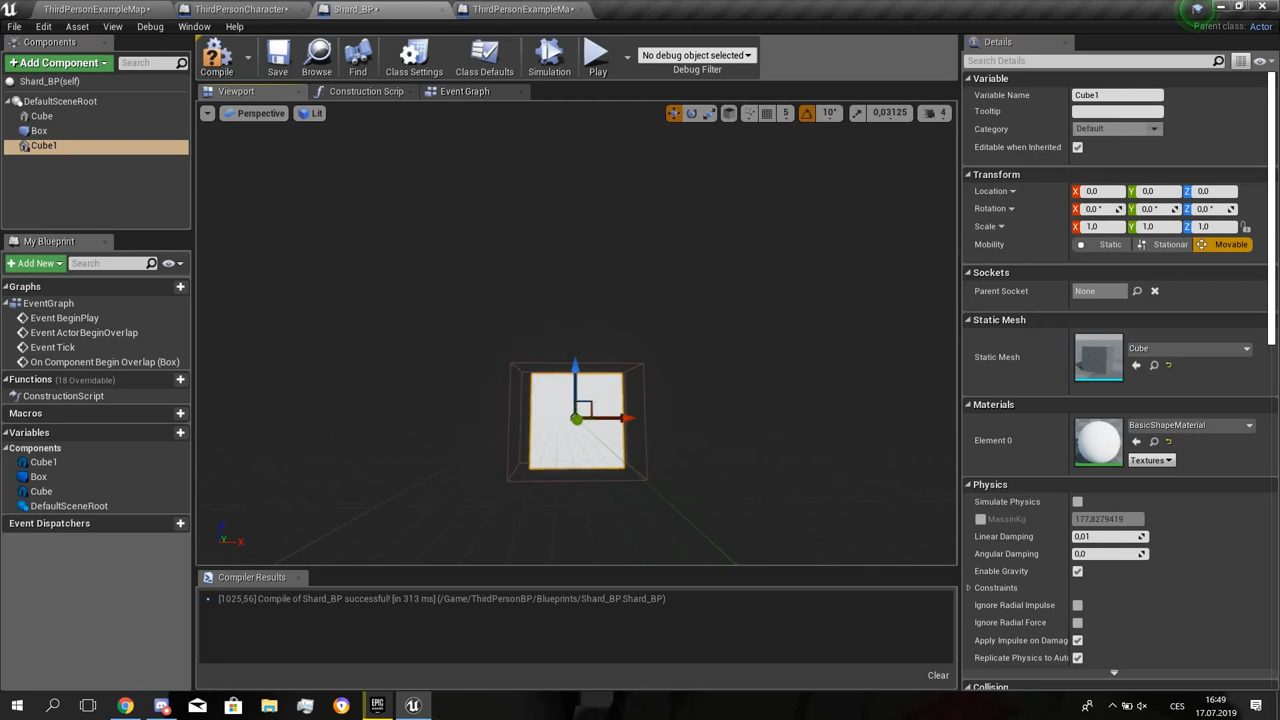 ThirdPersonExampleMap•
ThirdPersonCharacter•
Shard_BP•
ThirdPersonExampleMa•
File Edit Asset View Debug Window Help
Parent class: Actor
Components
+ Add Component
Search
Shard_BP(self)
DefaultSceneRoot
Cube
Box
Cube1
My Blueprint
+ Add New
Search
Graphs
EventGraph
Event BeginPlay
Event ActorBeginOverlap
Event Tick
On Component Begin Overlap (Box)
Functions (18 Overridable)
ConstructionScript
Macros
Variables
Components
Cube1
Box
Cube
DefaultSceneRoot
Event Dispatchers
Compile Save Browse Find Class Settings Class Defaults Simulation Play
No debug object selected
Debug Filter
Viewport Construction Scrip Event Graph
Perspective Lit
5 10° 0,03125 4
Z
Y X
Compiler Results
[1025,56] Compile of Shard_BP successful! [in 313 ms] (/Game/ThirdPersonBP/Blueprints/Shard_BP.Shard_BP)
Clear
Details
Search Details
Variable
Variable Name Cube1
Tooltip
Category Default
Editable when Inherited
Transform
Location X 0,0 Y 0,0 Z 0,0
Rotation X 0,0 ° Y 0,0 ° Z 0,0 °
Scale X 1,0 Y 1,0 Z 1,0
Mobility Static Stationar Movable
Sockets
Parent Socket None
Static Mesh
Static Mesh Cube
Materials
Element 0 BasicShapeMaterial
Textures
Physics
Simulate Physics
MassInKg 177,8279419
Linear Damping 0,01
Angular Damping 0,0
Enable Gravity
Constraints
Ignore Radial Impulse
Ignore Radial Force
Apply Impulse on Damag
Replicate Physics to Auto
Collision
EPIC GAMES
CES
16:49
17.07.2019